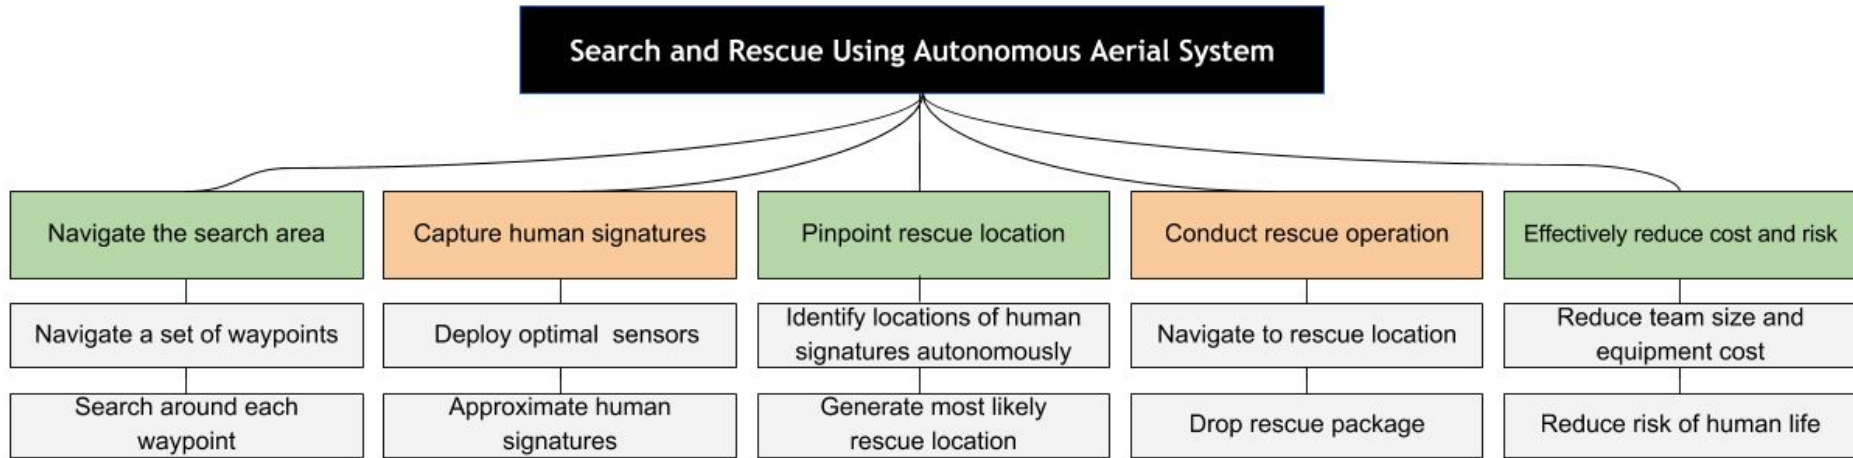 Search and Rescue Using Autonomous Aerial System
Navigate the search area
Capture human signatures
Pinpoint rescue location
Conduct rescue operation
Effectively reduce cost and risk
Navigate a set of waypoints
Deploy optimal sensors
Identify locations of human
signatures autonomously
Navigate to rescue location
Reduce team size and
equipment cost
Search around each
waypoint
Approximate human
signatures
Generate most likely
rescue location
Drop rescue package
Reduce risk of human life